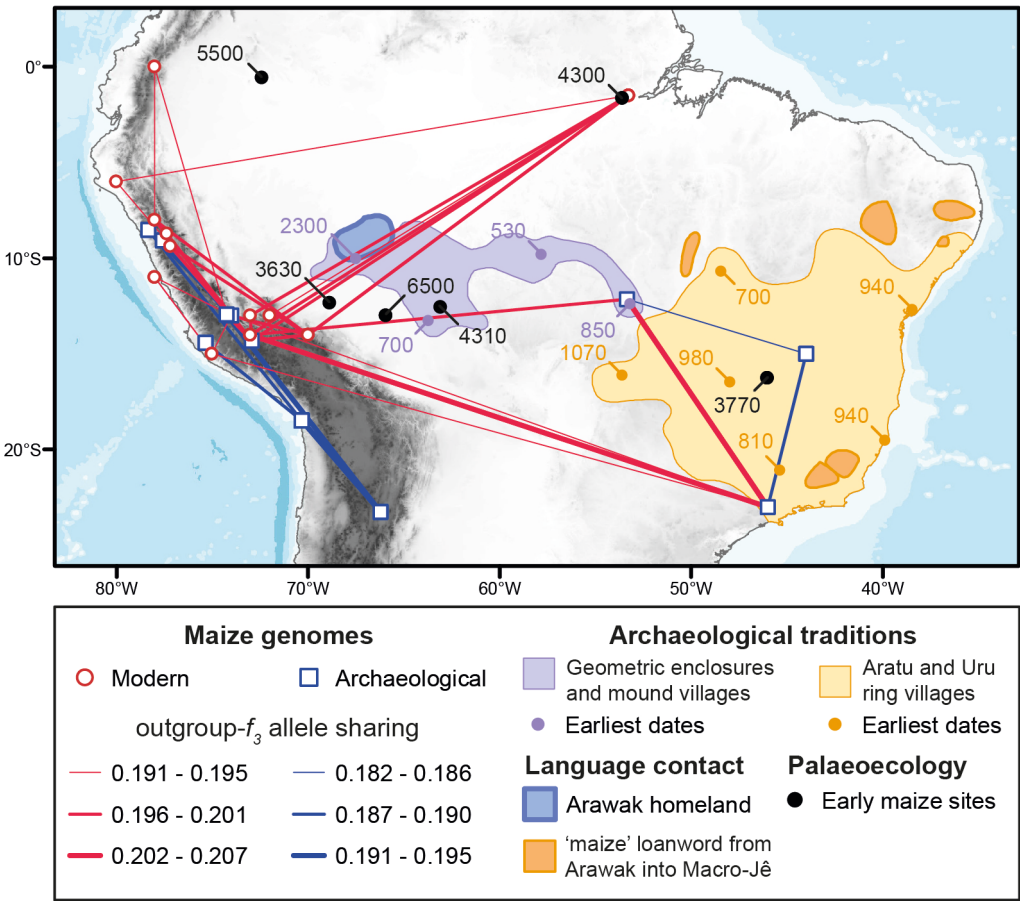 5500
4300
0°
2300
530
10°S
3630
6500
700
940
4310
850
700
1070
980
3770
940
810
20°S
80°W
70°W
60°W
50°W
40°W
Maize genomes
Modern
Archaeological
outgroup-f3 allele sharing
0.191 - 0.195
0.182 - 0.186
0.196 - 0.201
0.187 - 0.190
0.202 - 0.207
0.191 - 0.195
Archaeological traditions
Geometric enclosures
and mound villages
Aratu and Uru
ring villages
Earliest dates
Earliest dates
Language contact
Arawak homeland
'maize' loanword from
Arawak into Macro-Jê
Palaeoecology
Early maize sites